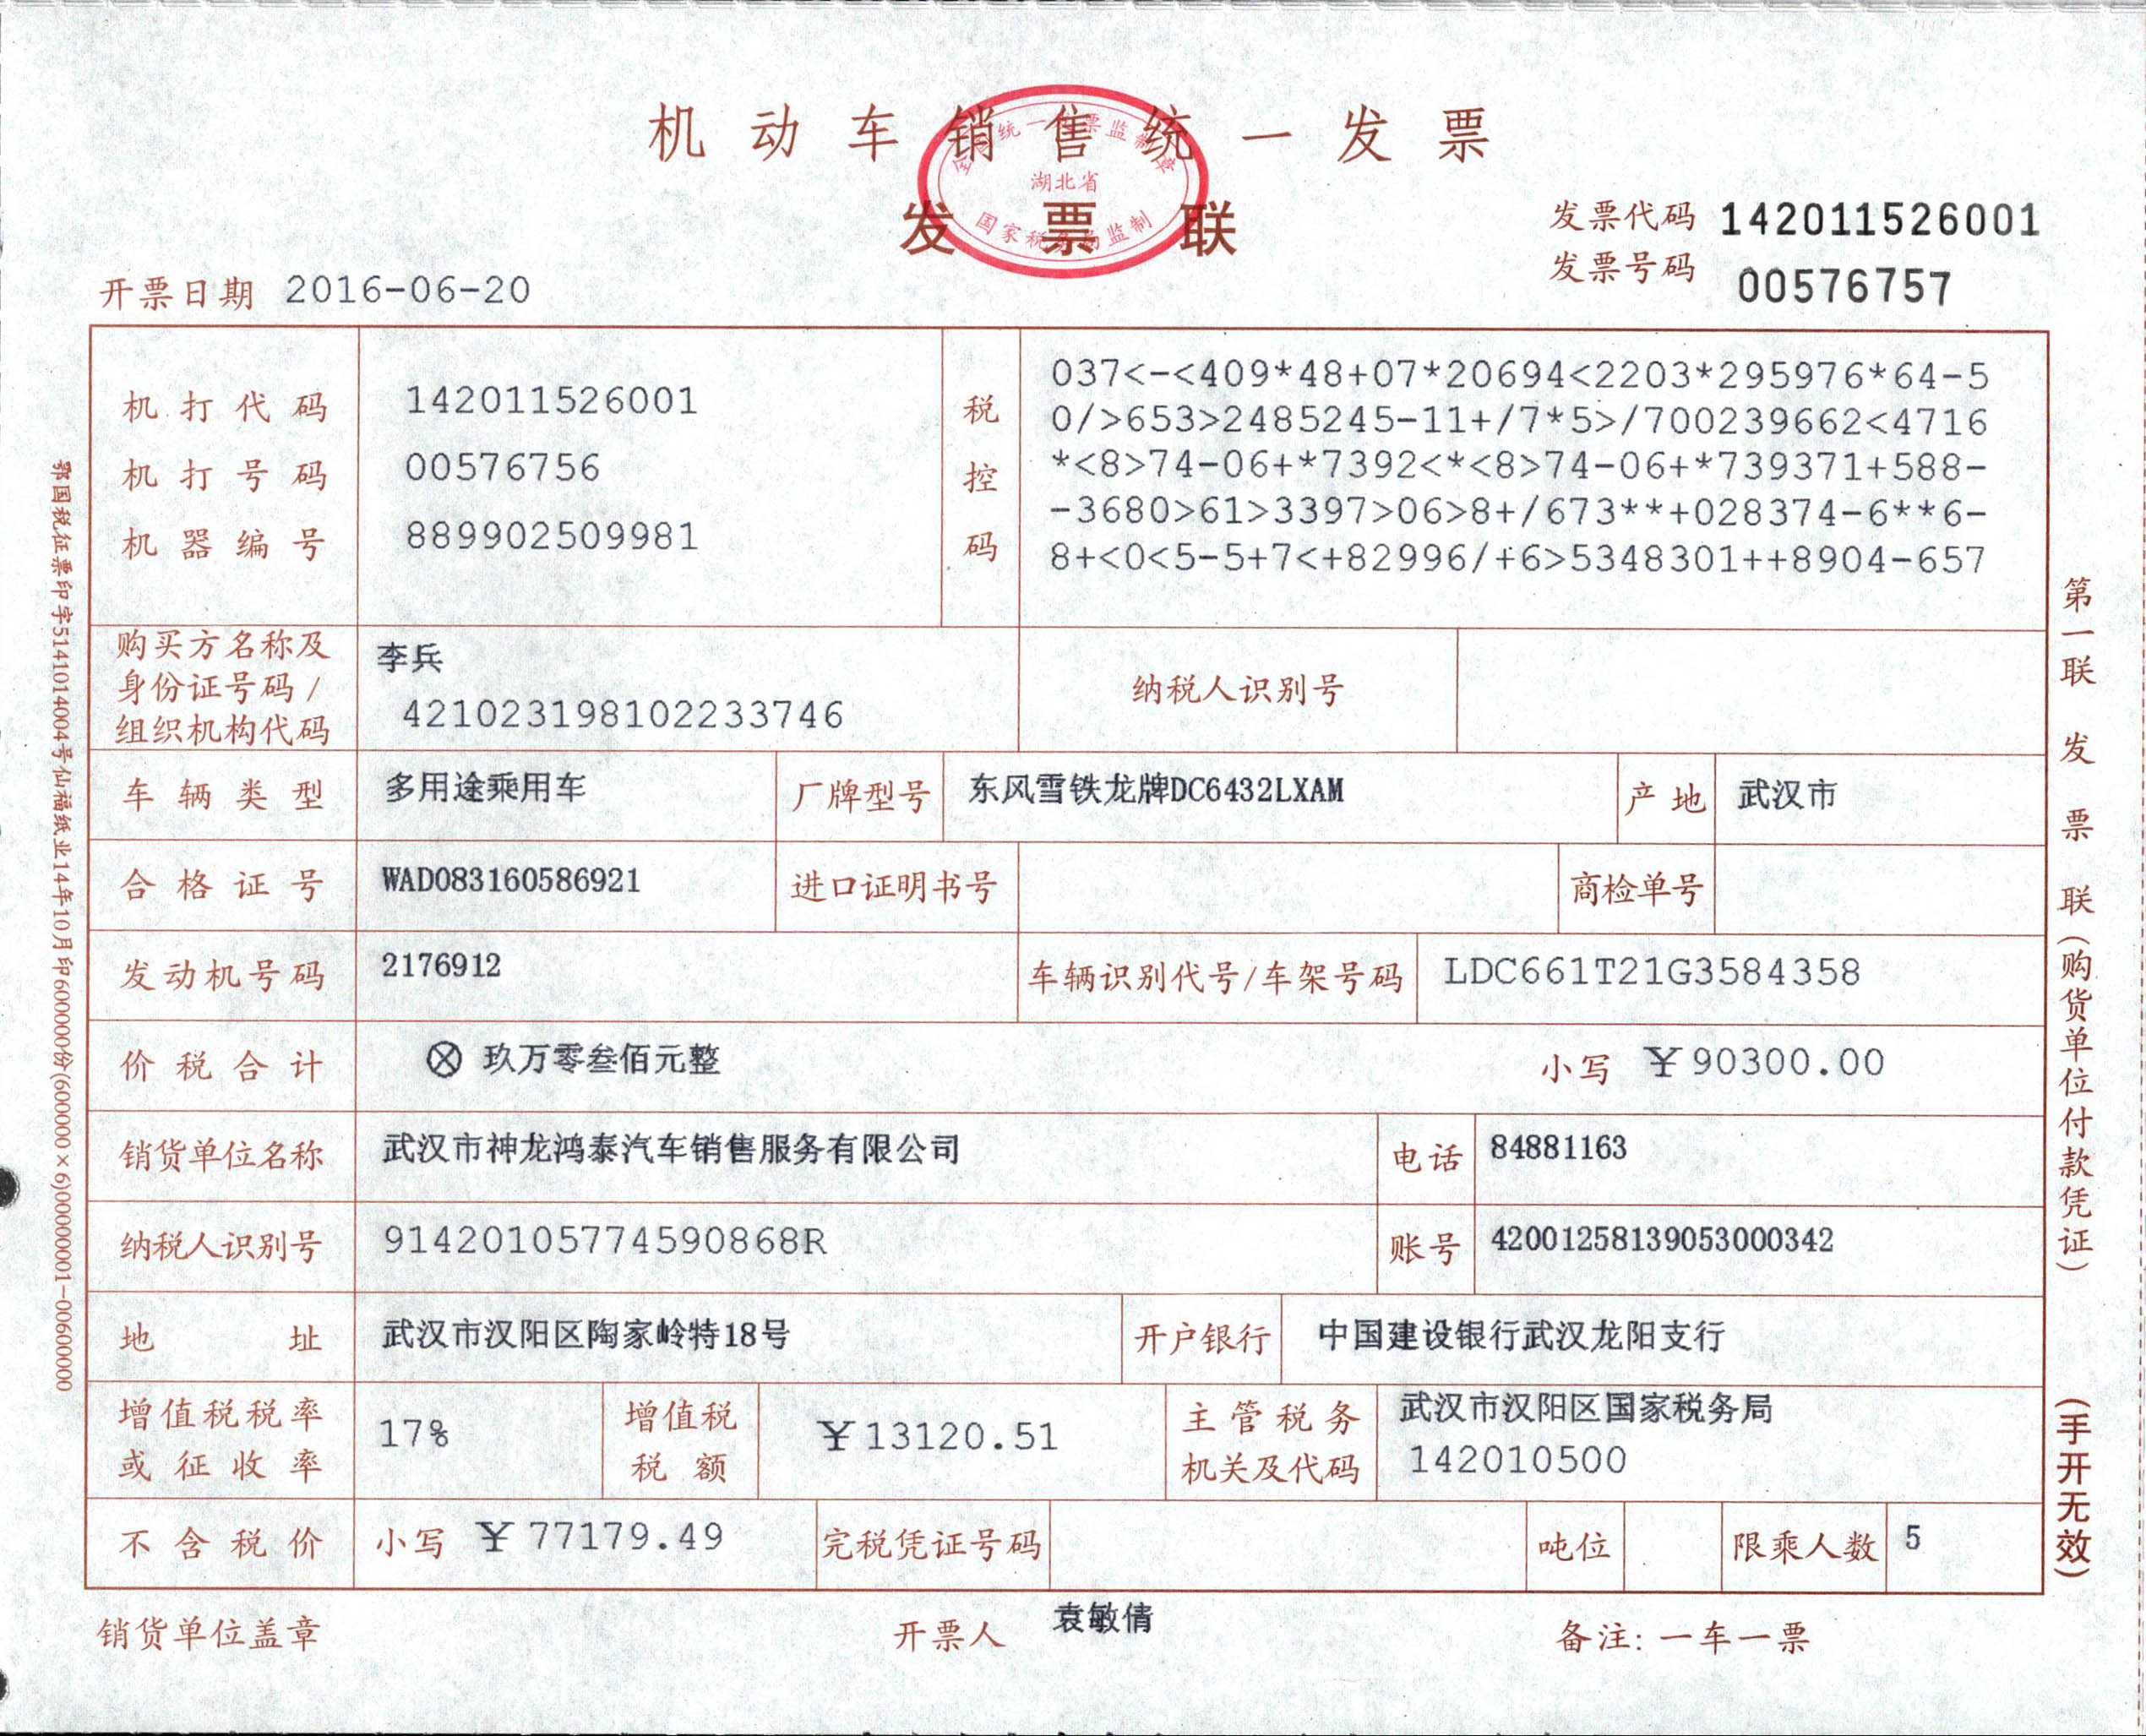 机动车销售统一发票
全国统一发票监制章
湖北省
国家税务局监制
发票联
发票代码 142011526001
发票号码 00576757
开票日期 2016-06-20
机打代码 142011526001
机打号码 00576756
机器编号 889902509981
税控码
037<-<409*48+07*20694<2203*295976*64-5
0/>653>2485245-11+/7*5>/700239662<4716
*<8>74-06+*7392<*<8>74-06+*739371+588-
-3680>61>3397>06>8+/673**+028374-6**6-
8+<0<5-5+7<+82996/+6>5348301++8904-657
购买方名称及身份证号码/组织机构代码
李兵
421023198102233746
纳税人识别号
车辆类型 多用途乘用车 厂牌型号 东风雪铁龙牌DC6432LXAM 产地 武汉市
合格证号 WAD083160586921 进口证明书号 商检单号
发动机号码 2176912 车辆识别代号/车架号码 LDC661T21G3584358
价税合计 ⊗ 玖万零叁佰元整 小写 ¥90300.00
销货单位名称 武汉市神龙鸿泰汽车销售服务有限公司 电话 84881163
纳税人识别号 91420105774590868R 账号 42001258139053000342
地址 武汉市汉阳区陶家岭特18号 开户银行 中国建设银行武汉龙阳支行
增值税税率或征收率 17% 增值税税额 ¥13120.51 主管税务机关及代码 武汉市汉阳区国家税务局
142010500
不含税价 小写 ¥77179.49 完税凭证号码 吨位 限乘人数 5
销货单位盖章 开票人 袁敏倩 备注:一车一票
第一联 发票联(购货单位付款凭证)
(手开无效)
鄂国税征票印字5141014004号仙福纸业14年10月印600000份(600000×6)00000001-00600000